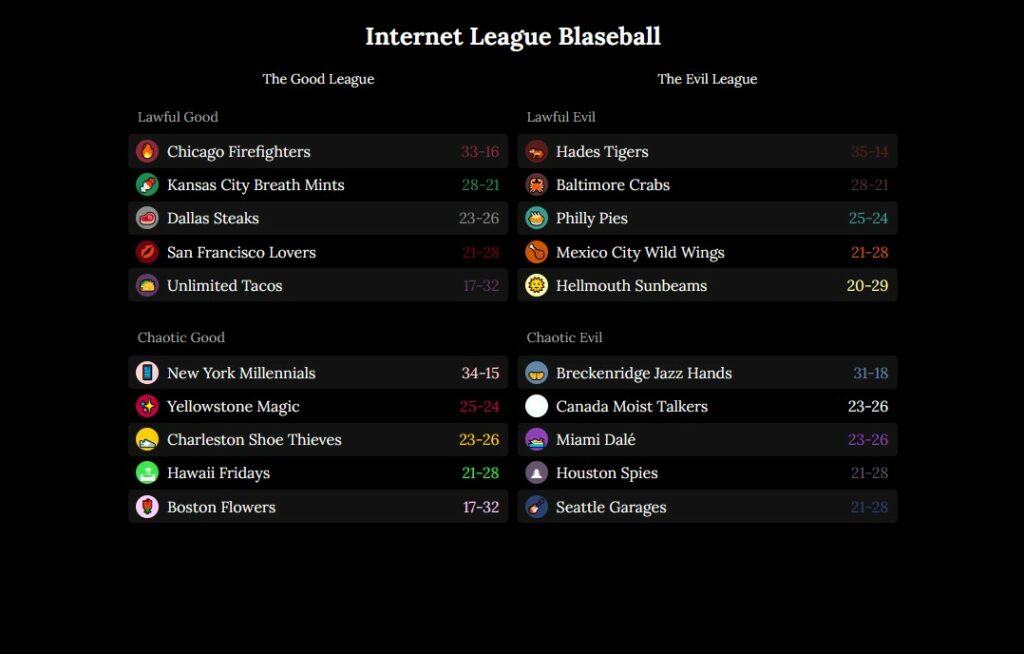 Internet League Blaseball
The Good League
Lawful Good
Chicago Firefighters 33-16
Kansas City Breath Mints 28-21
Dallas Steaks 23-26
San Francisco Lovers 21-28
Unlimited Tacos 17-32
Chaotic Good
New York Millennials 34-15
Yellowstone Magic 25-24
Charleston Shoe Thieves 23-26
Hawaii Fridays 21-28
Boston Flowers 17-32
The Evil League
Lawful Evil
Hades Tigers 35-14
Baltimore Crabs 28-21
Philly Pies 25-24
Mexico City Wild Wings 21-28
Hellmouth Sunbeams 20-29
Chaotic Evil
Breckenridge Jazz Hands 31-18
Canada Moist Talkers 23-26
Miami Dalé 23-26
Houston Spies 21-28
Seattle Garages 21-28